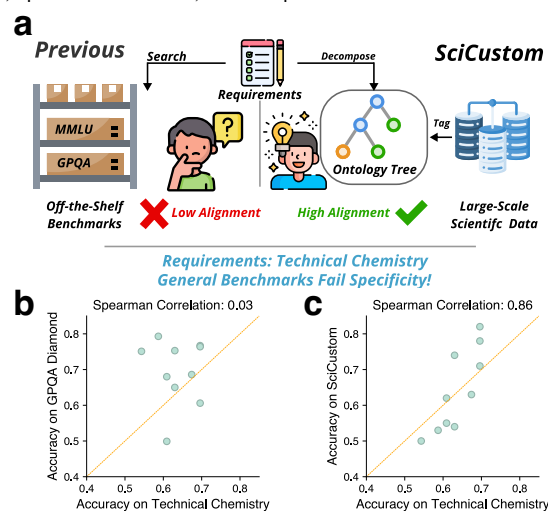 a
Previous
Search
Decompose
SciCustom
Requirements
MMLU
GPQA
?
Tag
Ontology Tree
Off-the-Shelf
Benchmarks
Low Alignment
High Alignment
Large-Scale
Scientifc Data
Requirements: Technical Chemistry
General Benchmarks Fail Specificity!
b
Spearman Correlation: 0.03
Accuracy on GPQA Diamond
0.8
0.7
0.6
0.5
0.4
0.4 0.5 0.6 0.7 0.8
Accuracy on Technical Chemistry
c
Spearman Correlation: 0.86
Accuracy on SciCustom
0.8
0.7
0.6
0.5
0.4
0.4 0.5 0.6 0.7 0.8
Accuracy on Technical Chemistry